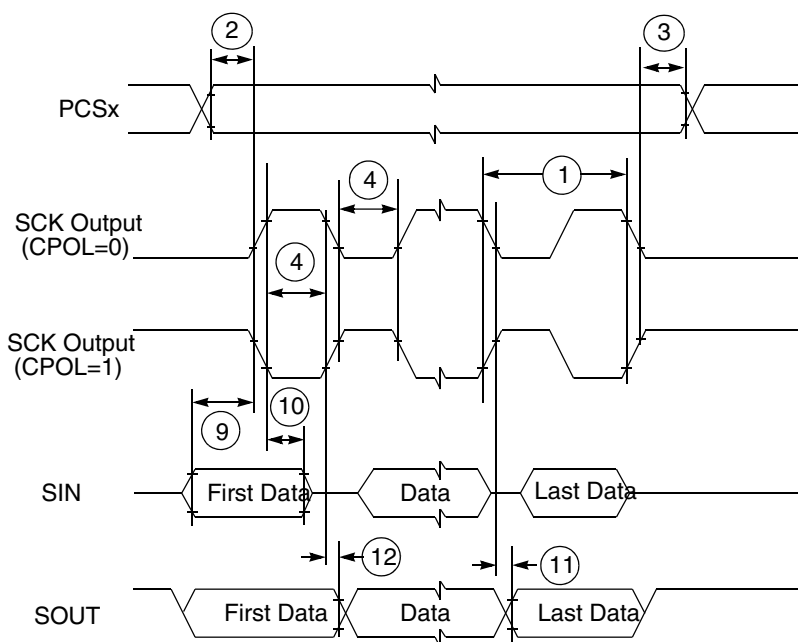 2
3
PCSx
4
1
SCK Output
(CPOL=0)
4
SCK Output
(CPOL=1)
10
9
SIN
First Data
Data
Last Data
12
11
SOUT
First Data
Data
Last Data